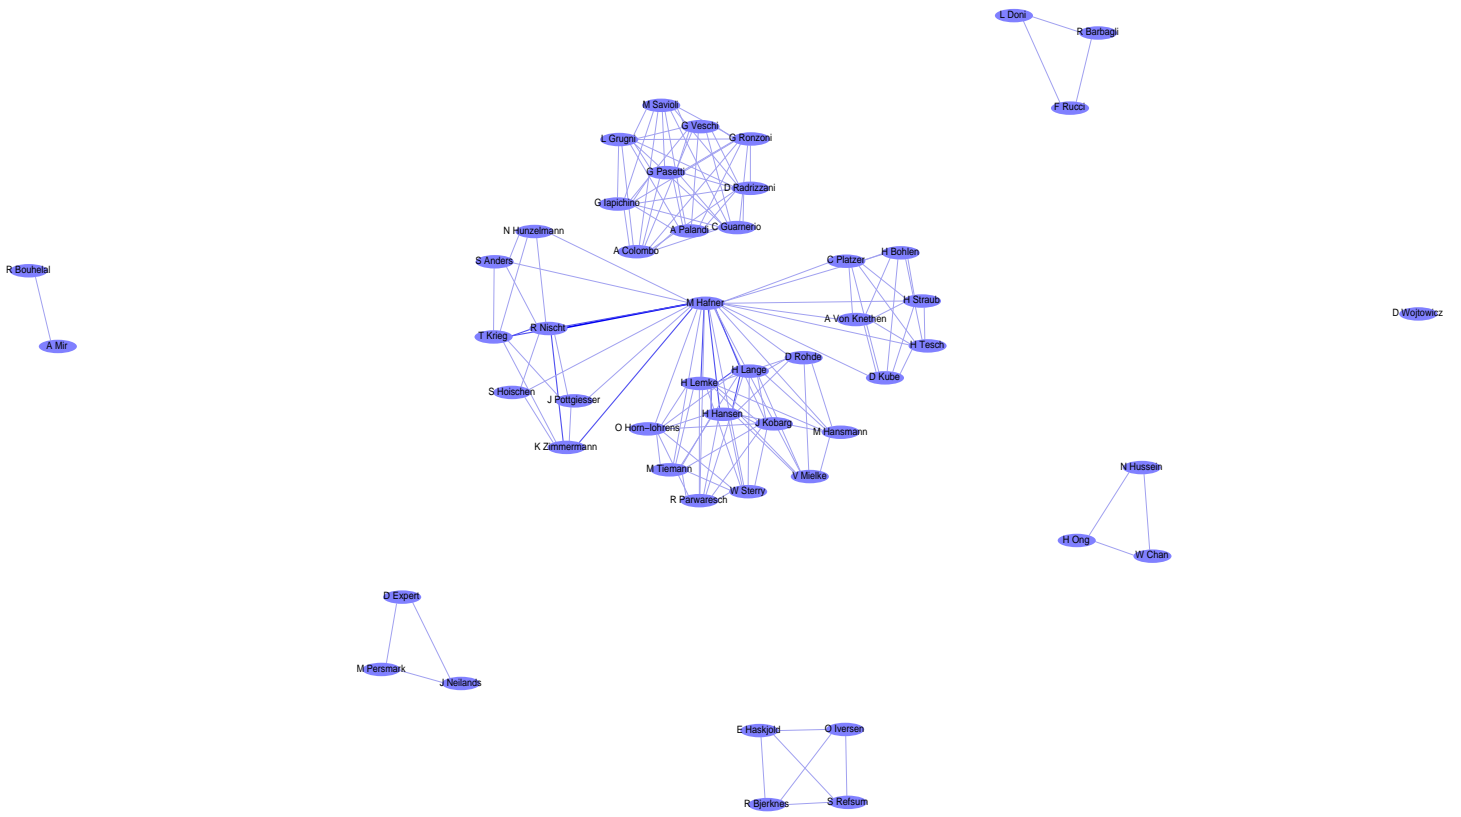 L Doni
R Barbagli
F Rucci
M Savioli
G Veschi
L Grugni
G Ronzoni
G Pasetti
D Radrizzani
G Iapichino
C Guarnerio
A Palandi
A Colombo
N Hunzelmann
S Anders
R Bouhelal
H Bohlen
C Platzer
M Hafner
H Straub
D Wojtowicz
A Von Knethen
R Nischt
T Krieg
A Mir
H Tesch
D Rohde
H Lange
D Kube
H Lemke
S Hoischen
J Pottgiesser
H Hansen
J Kobarg
O Horn–Iohrens
M Hansmann
K Zimmermann
M Tiemann
N Hussein
V Mielke
W Sterry
R Parwaresch
H Ong
W Chan
D Expert
M Persmark
J Neilands
E Haskjold
O Iversen
R Bjerknes
S Refsum